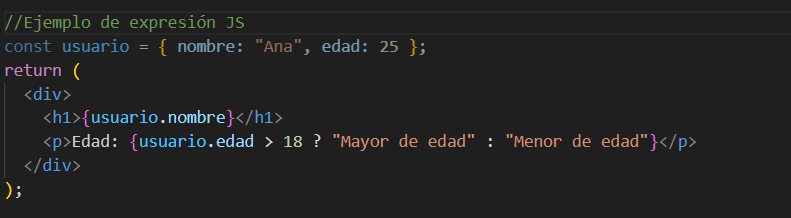 //Ejemplo de expresión JS
const usuario = { nombre: "Ana", edad: 25 };
return (
  <div>
    <h1>{usuario.nombre}</h1>
    <p>Edad: {usuario.edad > 18 ? "Mayor de edad" : "Menor de edad"}</p>
  </div>
);